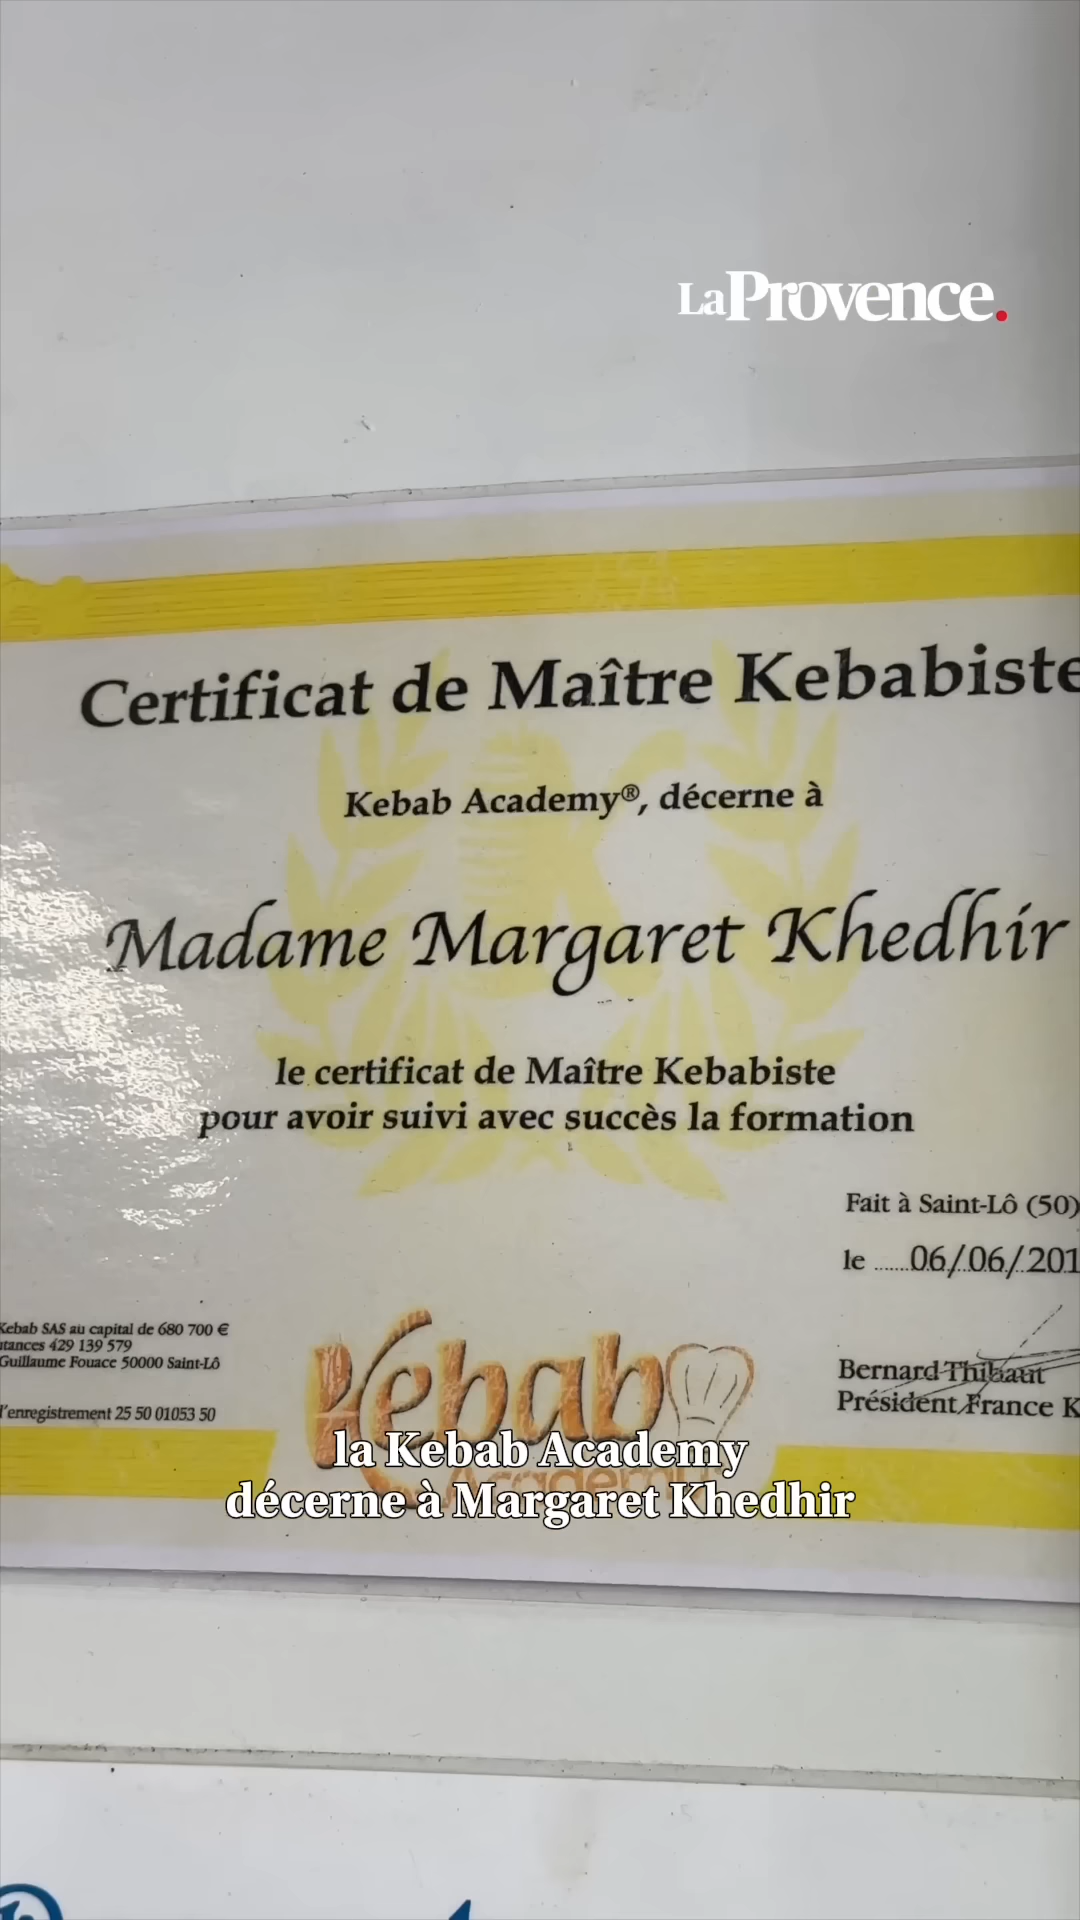 LaProvence.
Certificat de Maître Kebabiste
Kebab Academy®, décerne à
Madame Margaret Khedhir
le certificat de Maître Kebabiste
pour avoir suivi avec succès la formation
Fait à Saint-Lô (50)
le ......06/06/201
Kebab SAS au capital de 680 700 €
tances 429 139 579
Guillaume Fouace 50000 Saint-Lô
l'enregistrement 25 50 01053 50
Bernard Thibaut
Président France K
Kebab
Academy
la Kebab Academy
décerne à Margaret Khedhir